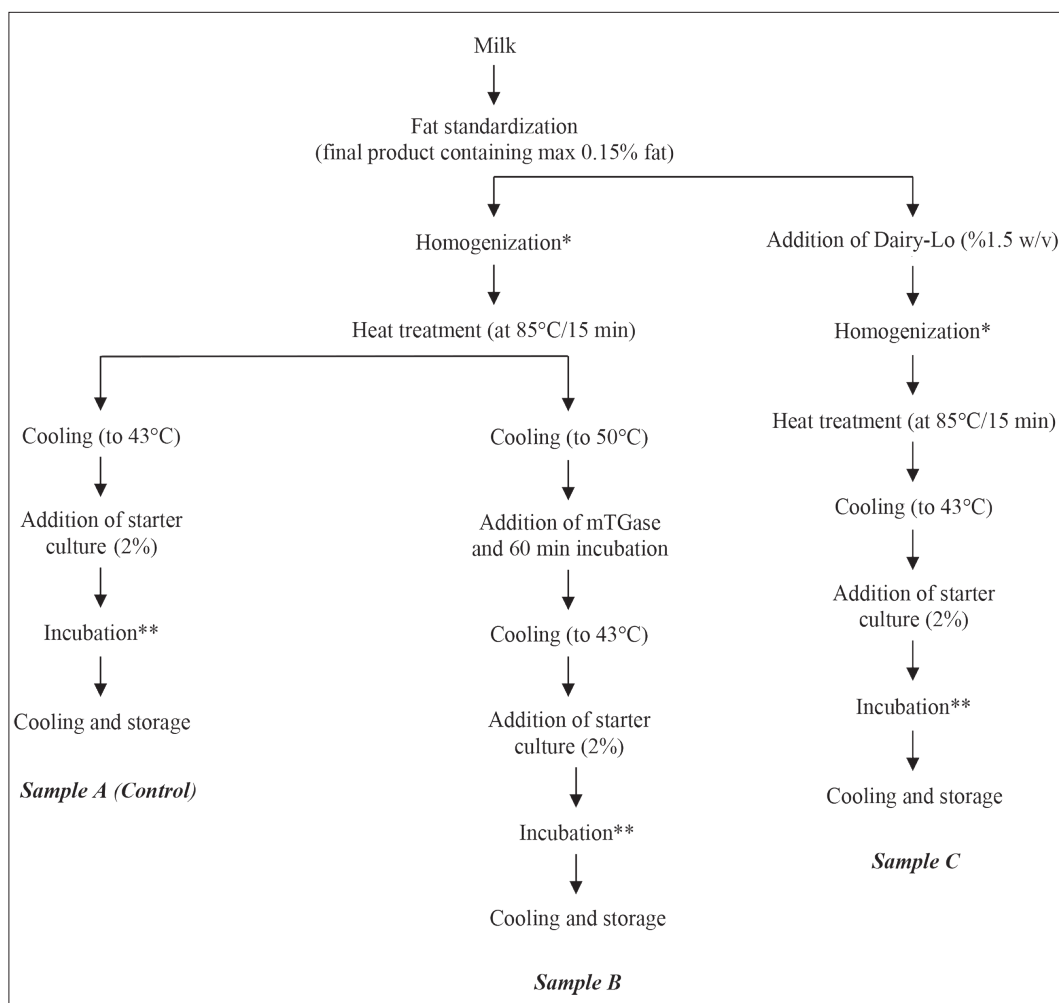 Milk
Fat standardization
(final product containing max 0.15% fat)
Homogenization*
Heat treatment (at 85°C/15 min)
Cooling (to 43°C)
Addition of starter
culture (2%)
Incubation**
Cooling and storage
Sample A (Control)
Cooling (to 50°C)
Addition of mTGase
and 60 min incubation
Cooling (to 43°C)
Addition of starter
culture (2%)
Incubation**
Cooling and storage
Sample B
Addition of Dairy-Lo (%1.5 w/v)
Homogenization*
Heat treatment (at 85°C/15 min)
Cooling (to 43°C)
Addition of starter
culture (2%)
Incubation**
Cooling and storage
Sample C